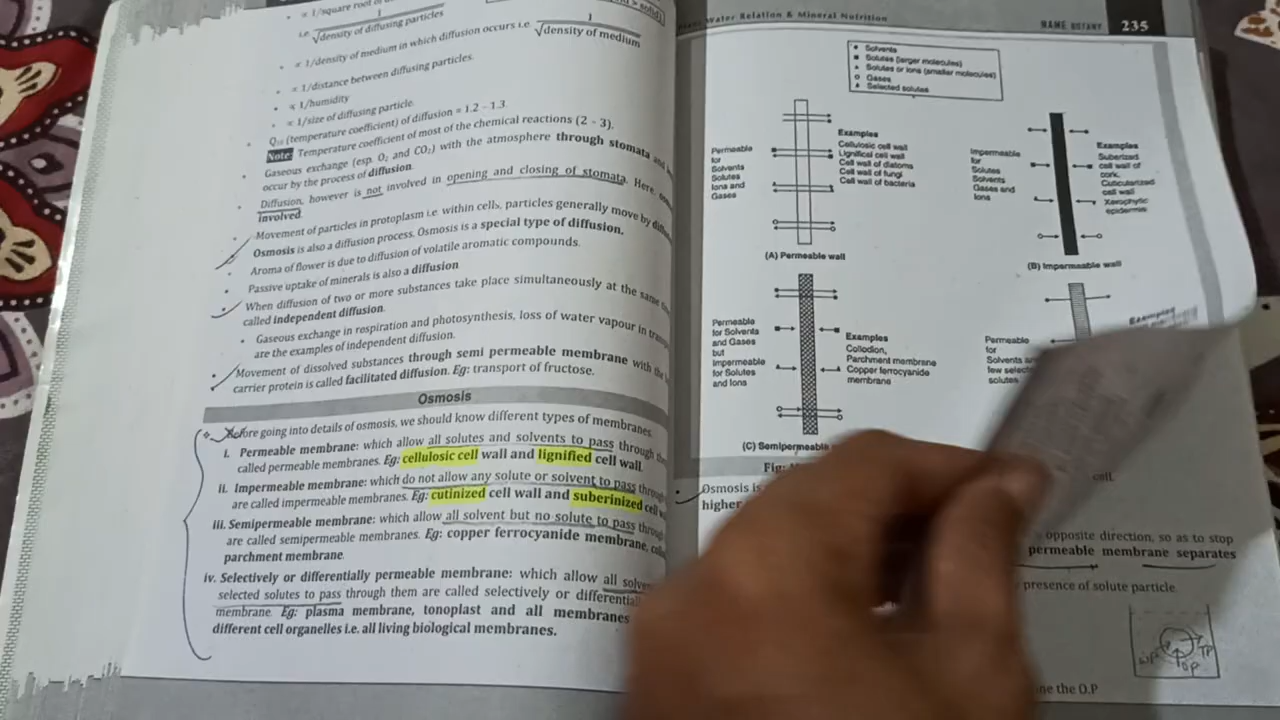 ∝ 1/square root of
i.e. 1/√density of diffusing particles
∝ 1/density of medium in which diffusion occurs i.e 1/√density of medium
∝ 1/distance between diffusing particles.
∝ 1/humidity
∝ 1/size of diffusing particle.
Q10 (temperature coefficient) of diffusion = 1.2 – 1.3.
Note: Temperature coefficient of most of the chemical reactions (2 – 3).
Gaseous exchange (esp. O₂ and CO₂) with the atmosphere through stomata and
occur by the process of diffusion.
Diffusion, however is not involved in opening and closing of stomata. Here,
involved.
Movement of particles in protoplasm i.e within cells, particles generally move by
Osmosis is also a diffusion process. Osmosis is a special type of diffusion.
Aroma of flower is due to diffusion of volatile aromatic compounds.
Passive uptake of minerals is also a diffusion
When diffusion of two or more substances take place simultaneously at the same
called independent diffusion.
Gaseous exchange in respiration and photosynthesis, loss of water vapour in
are the examples of independent diffusion.
Movement of dissolved substances through semi permeable membrane with the
carrier protein is called facilitated diffusion. Eg: transport of fructose.
Osmosis
Before going into details of osmosis, we should know different types of membranes.
i. Permeable membrane: which allow all solutes and solvents to pass through
called permeable membranes. Eg: cellulosic cell wall and lignified cell wall.
ii. Impermeable membrane: which do not allow any solute or solvent to pass through
are called impermeable membranes. Eg: cutinized cell wall and suberinized cell
iii. Semipermeable membrane: which allow all solvent but no solute to pass through
are called semipermeable membranes. Eg: copper ferrocyanide membrane,
parchment membrane.
iv. Selectively or differentially permeable membrane: which allow all
selected solutes to pass through them are called selectively or
membrane. Eg: plasma membrane, tonoplast and all membranes
different cell organelles i.e. all living biological membranes.
Water Relation & Mineral Nutrition
NAME BOTANY 235
Solvents
Solutes (larger molecules)
Solutes or Ions (smaller molecules)
Gases
Selected solutes
Permeable
for
Solvents
Solutes
Ions and
Gases
Examples
Cellulosic cell wall
Lignified cell wall
Cell wall of diatoms
Cell wall of fungi
Cell wall of bacteria
(A) Permeable wall
Impermeable
for
Solutes
Solvents
Gases and
Ions
Examples
Suberized
cell wall of
cork,
Cuticularized
cell wall
Xerophytic
epidermis
(B) Impermeable wall
Permeable
for Solvents
and Gases
but
Impermeable
for Solutes
and Ions
Examples
Collodion,
Parchment membrane
Copper ferrocyanide
membrane
(C) Semipermeable
Permeable
for
Solvents
few
solutes
Examples
Fig:
cell.
Osmosis is
higher
opposite direction, so as to stop
permeable membrane separates
presence of solute particle.
WP OP TP
the O.P